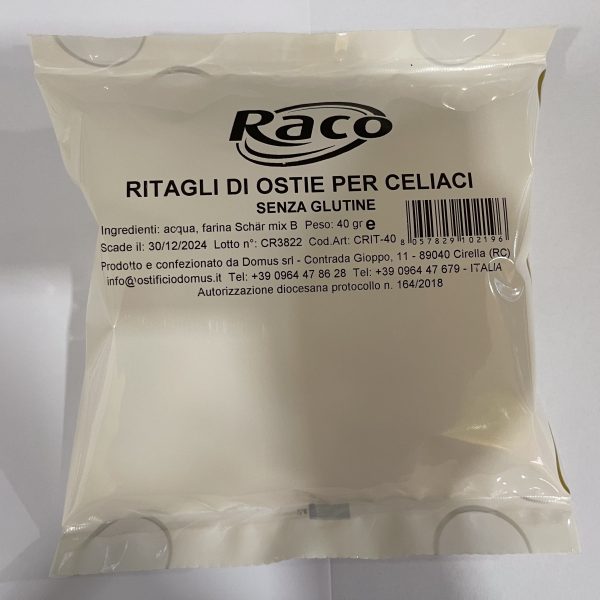 Raco
RITAGLI DI OSTIE PER CELIACI
SENZA GLUTINE
Ingredienti: acqua, farina Schär mix B Peso: 40 gr e
Scade il: 30/12/2024 Lotto n°: CR3822 Cod.Art: CRIT-40
8 057829 102196
Prodotto e confezionato da Domus srl - Contrada Gioppo, 11 - 89040 Cirella (RC)
info@ostificiodomus.it Tel: +39 0964 47 86 28 Tel: +39 0964 47 679 - ITALIA
Autorizzazione diocesana protocollo n. 164/2018